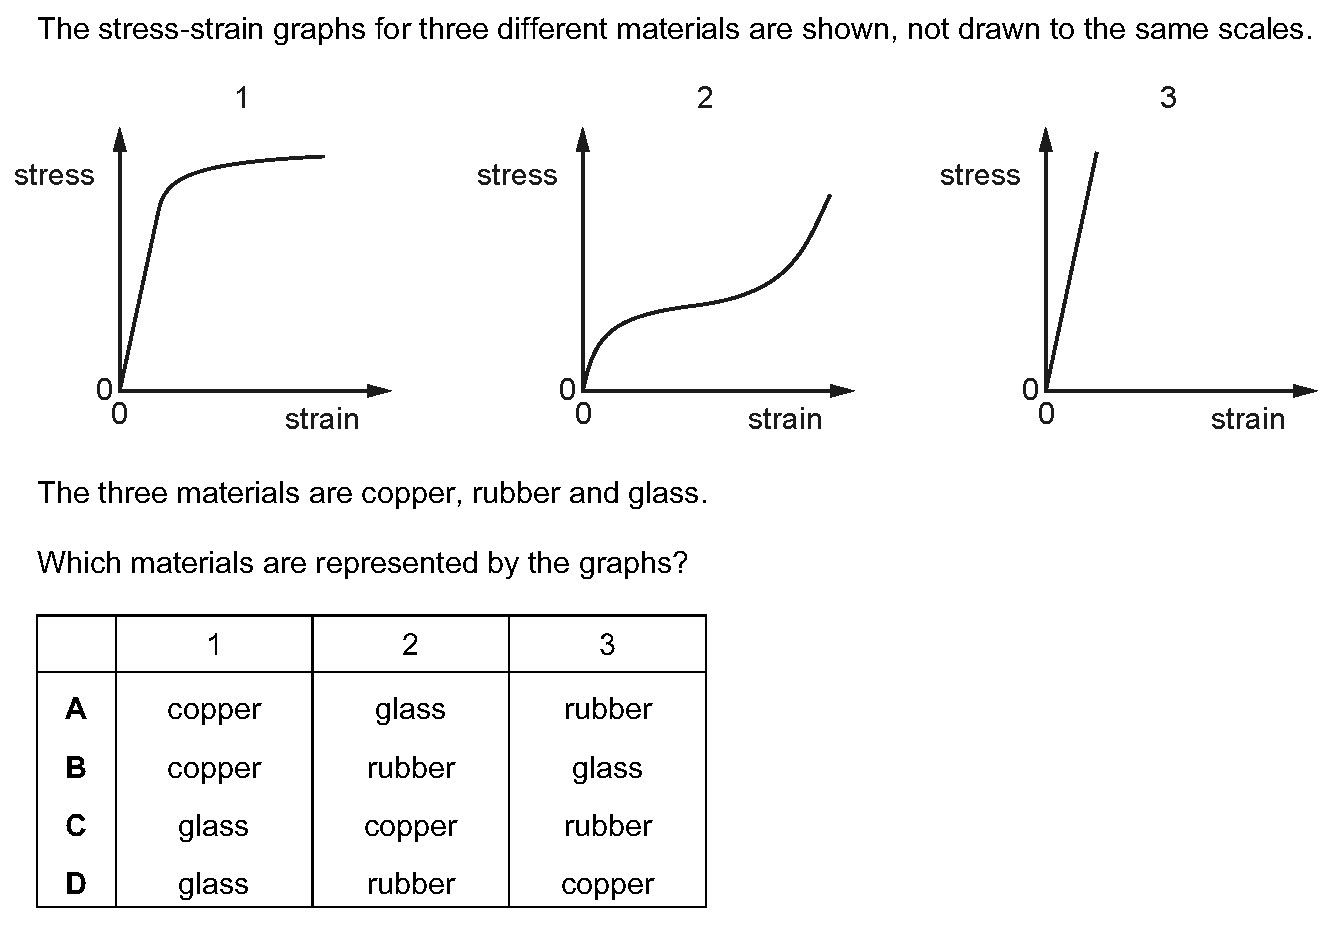 The stress-strain graphs for three different materials are shown, not drawn to the same scales.
1 2 3
stress stress stress
0 0 0
0 strain 0 strain 0 strain
The three materials are copper, rubber and glass.
Which materials are represented by the graphs?
1 2 3
A copper glass rubber
B copper rubber glass
C glass copper rubber
D glass rubber copper